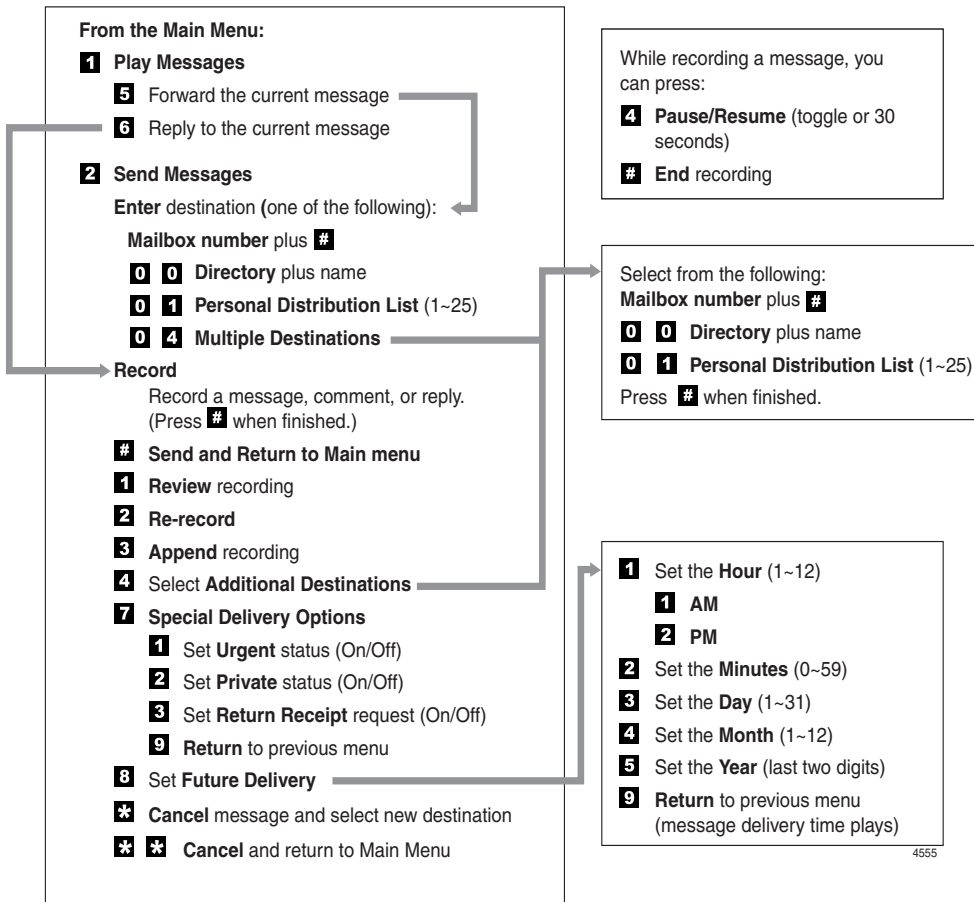 From the Main Menu:
1 Play Messages
5 Forward the current message
6 Reply to the current message
2 Send Messages
Enter destination (one of the following):
Mailbox number plus #
0 0 Directory plus name
0 1 Personal Distribution List (1~25)
0 4 Multiple Destinations
Record
Record a message, comment, or reply.
(Press # when finished.)
# Send and Return to Main menu
1 Review recording
2 Re-record
3 Append recording
4 Select Additional Destinations
7 Special Delivery Options
1 Set Urgent status (On/Off)
2 Set Private status (On/Off)
3 Set Return Receipt request (On/Off)
9 Return to previous menu
8 Set Future Delivery
* Cancel message and select new destination
* * Cancel and return to Main Menu
While recording a message, you
can press:
4 Pause/Resume (toggle or 30
seconds)
# End recording
Select from the following:
Mailbox number plus #
0 0 Directory plus name
0 1 Personal Distribution List (1~25)
Press # when finished.
1 Set the Hour (1~12)
1 AM
2 PM
2 Set the Minutes (0~59)
3 Set the Day (1~31)
4 Set the Month (1~12)
5 Set the Year (last two digits)
9 Return to previous menu
(message delivery time plays)
4555